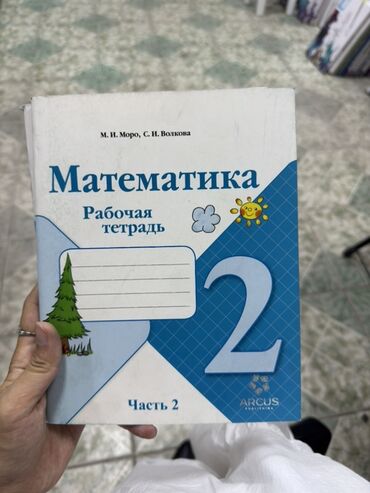 М. И. Моро, С. И. Волкова
Математика
Рабочая
тетрадь
2
Часть 2
ARCUS
PUBLISHING